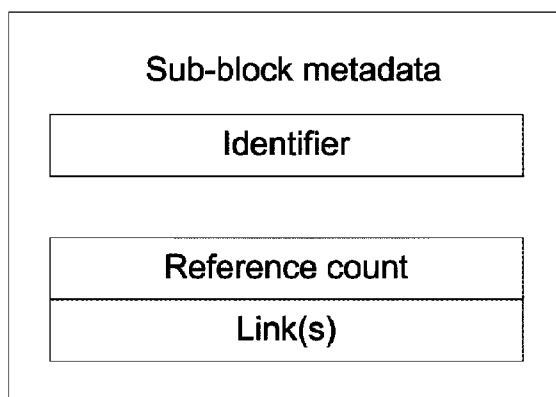 Sub-block metadata
Identifier
Reference count
Link(s)